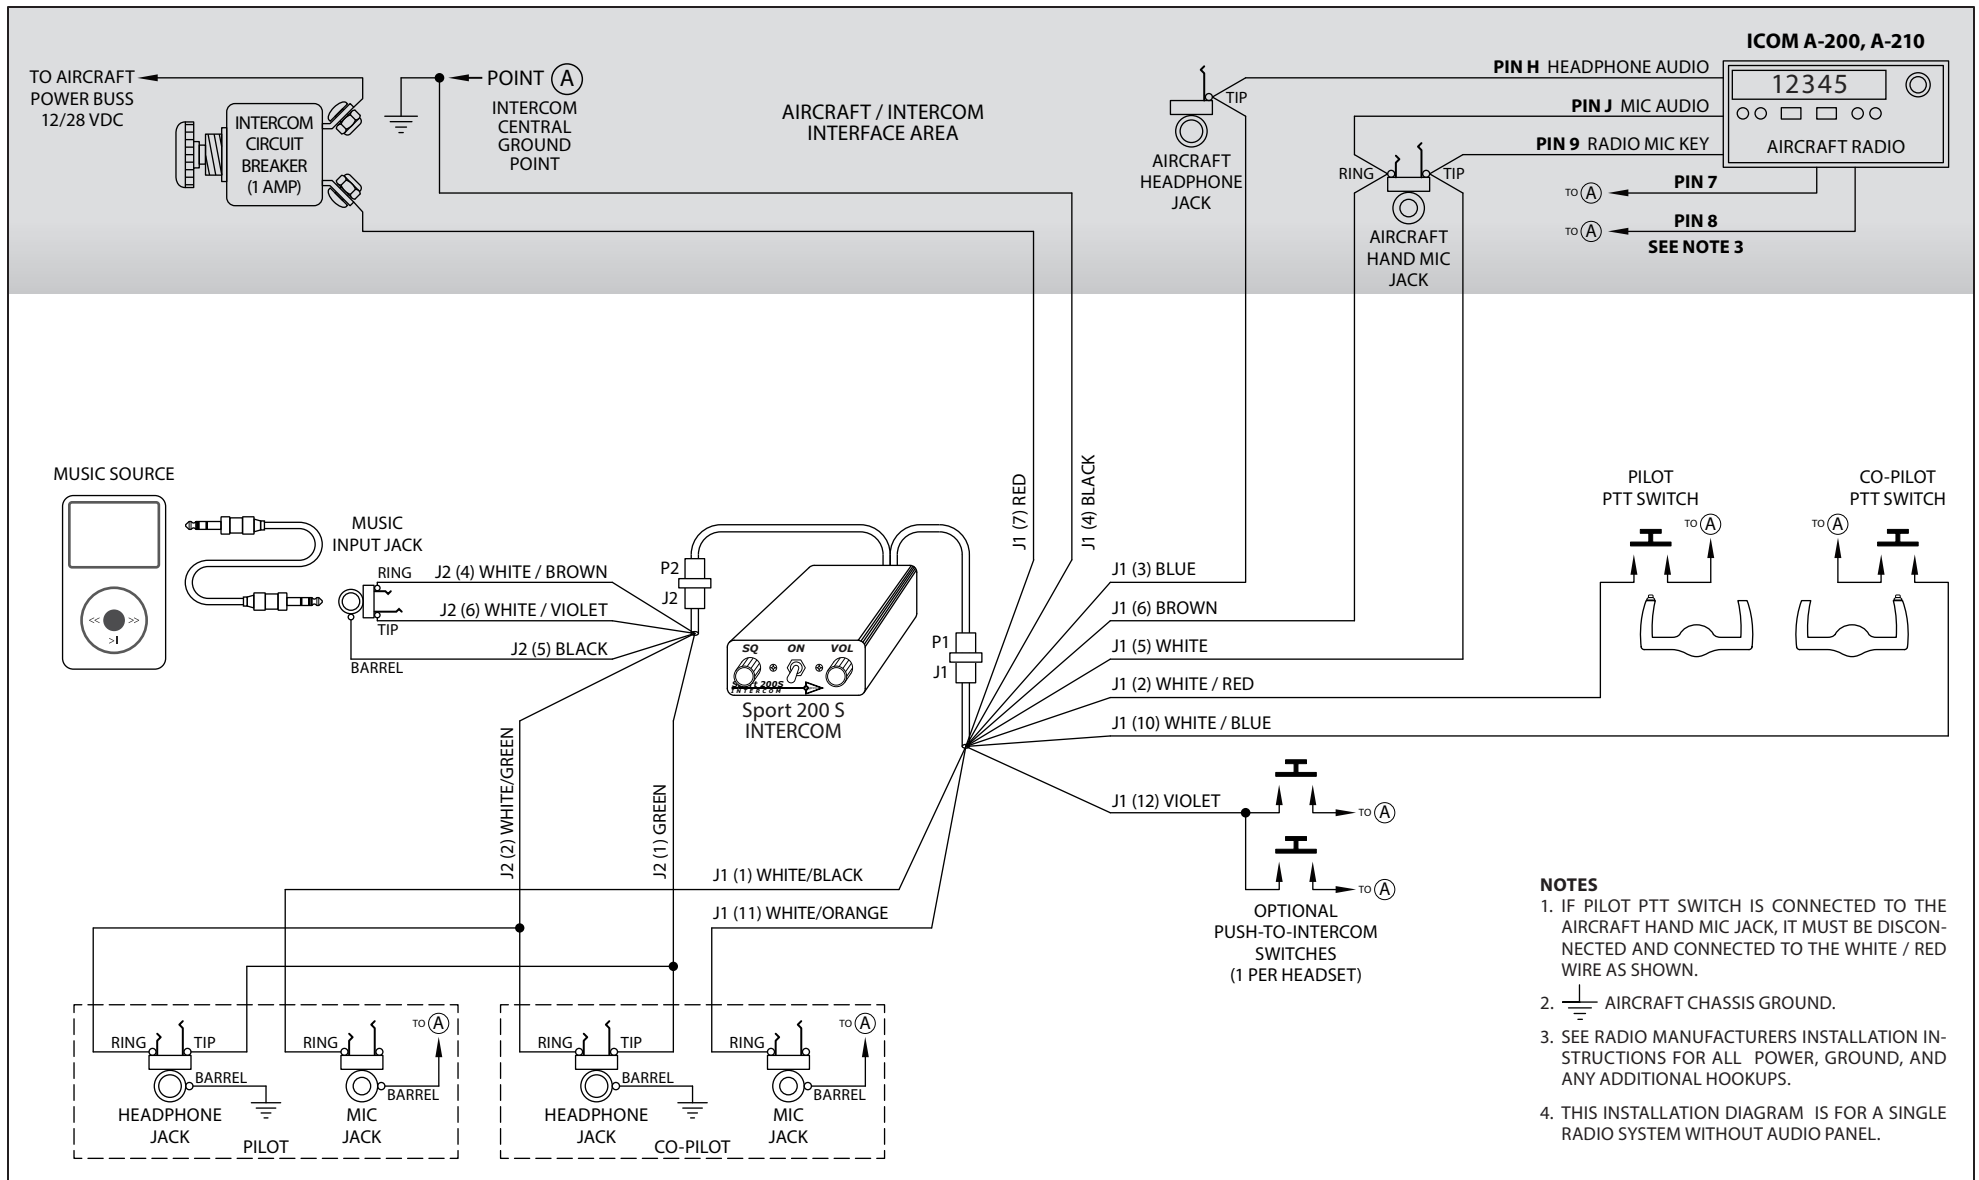 TO AIRCRAFT
POWER BUSS
12/28 VDC
INTERCOM
CIRCUIT
BREAKER
(1 AMP)
POINT A
INTERCOM
CENTRAL
GROUND
POINT
AIRCRAFT / INTERCOM
INTERFACE AREA
TIP
AIRCRAFT
HEADPHONE
JACK
RING
TIP
AIRCRAFT
HAND MIC
JACK
ICOM A-200, A-210
PIN H HEADPHONE AUDIO
PIN J MIC AUDIO
PIN 9 RADIO MIC KEY
12345
AIRCRAFT RADIO
TO A
PIN 7
TO A
PIN 8
SEE NOTE 3
MUSIC SOURCE
<< >>
>II
MUSIC
INPUT JACK
RING
TIP
BARREL
J2 (4) WHITE / BROWN
J2 (6) WHITE / VIOLET
J2 (5) BLACK
P2
J2
SQ ON VOL
INTERCOM
Sport 200 S
INTERCOM
P1
J1
J1 (7) RED
J1 (4) BLACK
J1 (3) BLUE
J1 (6) BROWN
J1 (5) WHITE
J1 (2) WHITE / RED
J1 (10) WHITE / BLUE
J1 (12) VIOLET
PILOT
PTT SWITCH
TO A
CO-PILOT
PTT SWITCH
TO A
TO A
TO A
OPTIONAL
PUSH-TO-INTERCOM
SWITCHES
(1 PER HEADSET)
J2 (2) WHITE/GREEN
J2 (1) GREEN
J1 (1) WHITE/BLACK
J1 (11) WHITE/ORANGE
RING
TIP
BARREL
HEADPHONE
JACK
RING
TO A
BARREL
MIC
JACK
PILOT
RING
TIP
BARREL
HEADPHONE
JACK
RING
TO A
BARREL
MIC
JACK
CO-PILOT
NOTES
1. IF PILOT PTT SWITCH IS CONNECTED TO THE
AIRCRAFT HAND MIC JACK, IT MUST BE DISCON-
NECTED AND CONNECTED TO THE WHITE / RED
WIRE AS SHOWN.
2. AIRCRAFT CHASSIS GROUND.
3. SEE RADIO MANUFACTURERS INSTALLATION IN-
STRUCTIONS FOR ALL POWER, GROUND, AND
ANY ADDITIONAL HOOKUPS.
4. THIS INSTALLATION DIAGRAM IS FOR A SINGLE
RADIO SYSTEM WITHOUT AUDIO PANEL.